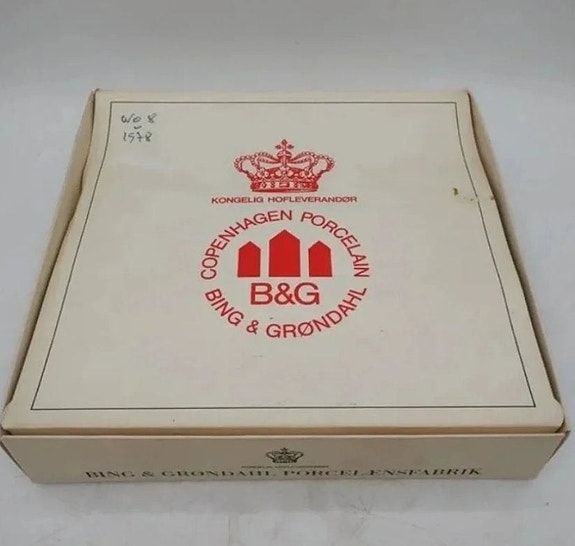 WO 8
1978
KONGELIG HOFLEVERANDØR
COPENHAGEN PORCELAIN
B&G
BING & GRØNDAHL
BING & GRØNDAHL PORCELÆNSFABRIK